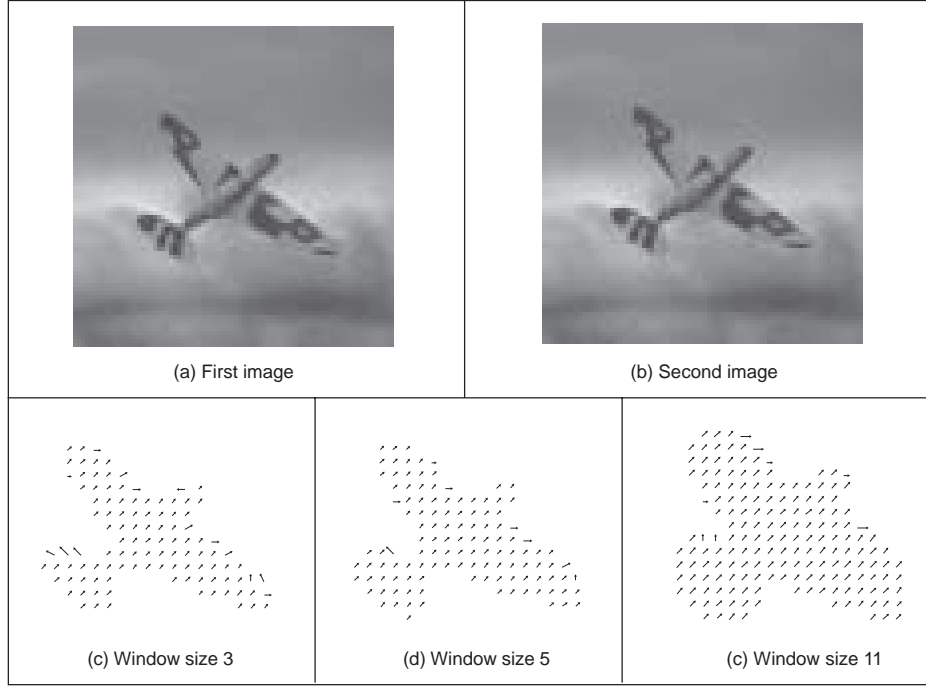 (a) First image
(b) Second image
(c) Window size 3
(d) Window size 5
(c) Window size 11